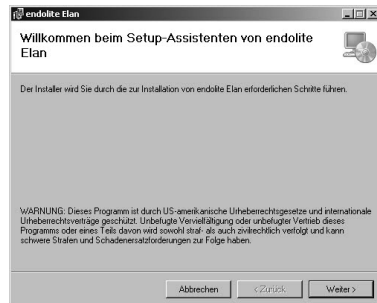 endolite Elan
Willkommen beim Setup-Assistenten von endolite
Elan
Der Installer wird Sie durch die zur Installation von endolite Elan erforderlichen Schritte führen.
WARNUNG: Dieses Programm ist durch US-amerikanische Urheberrechtsgesetze und internationale
Urheberrechtsverträge geschützt. Unbefugte Vervielfältigung oder unbefugter Vertrieb dieses
Programms oder eines Teils davon wird sowohl straf- als auch zivilrechtlich verfolgt und kann
schwere Strafen und Schadenersatzforderungen zur Folge haben.
Abbrechen < Zurück Weiter >